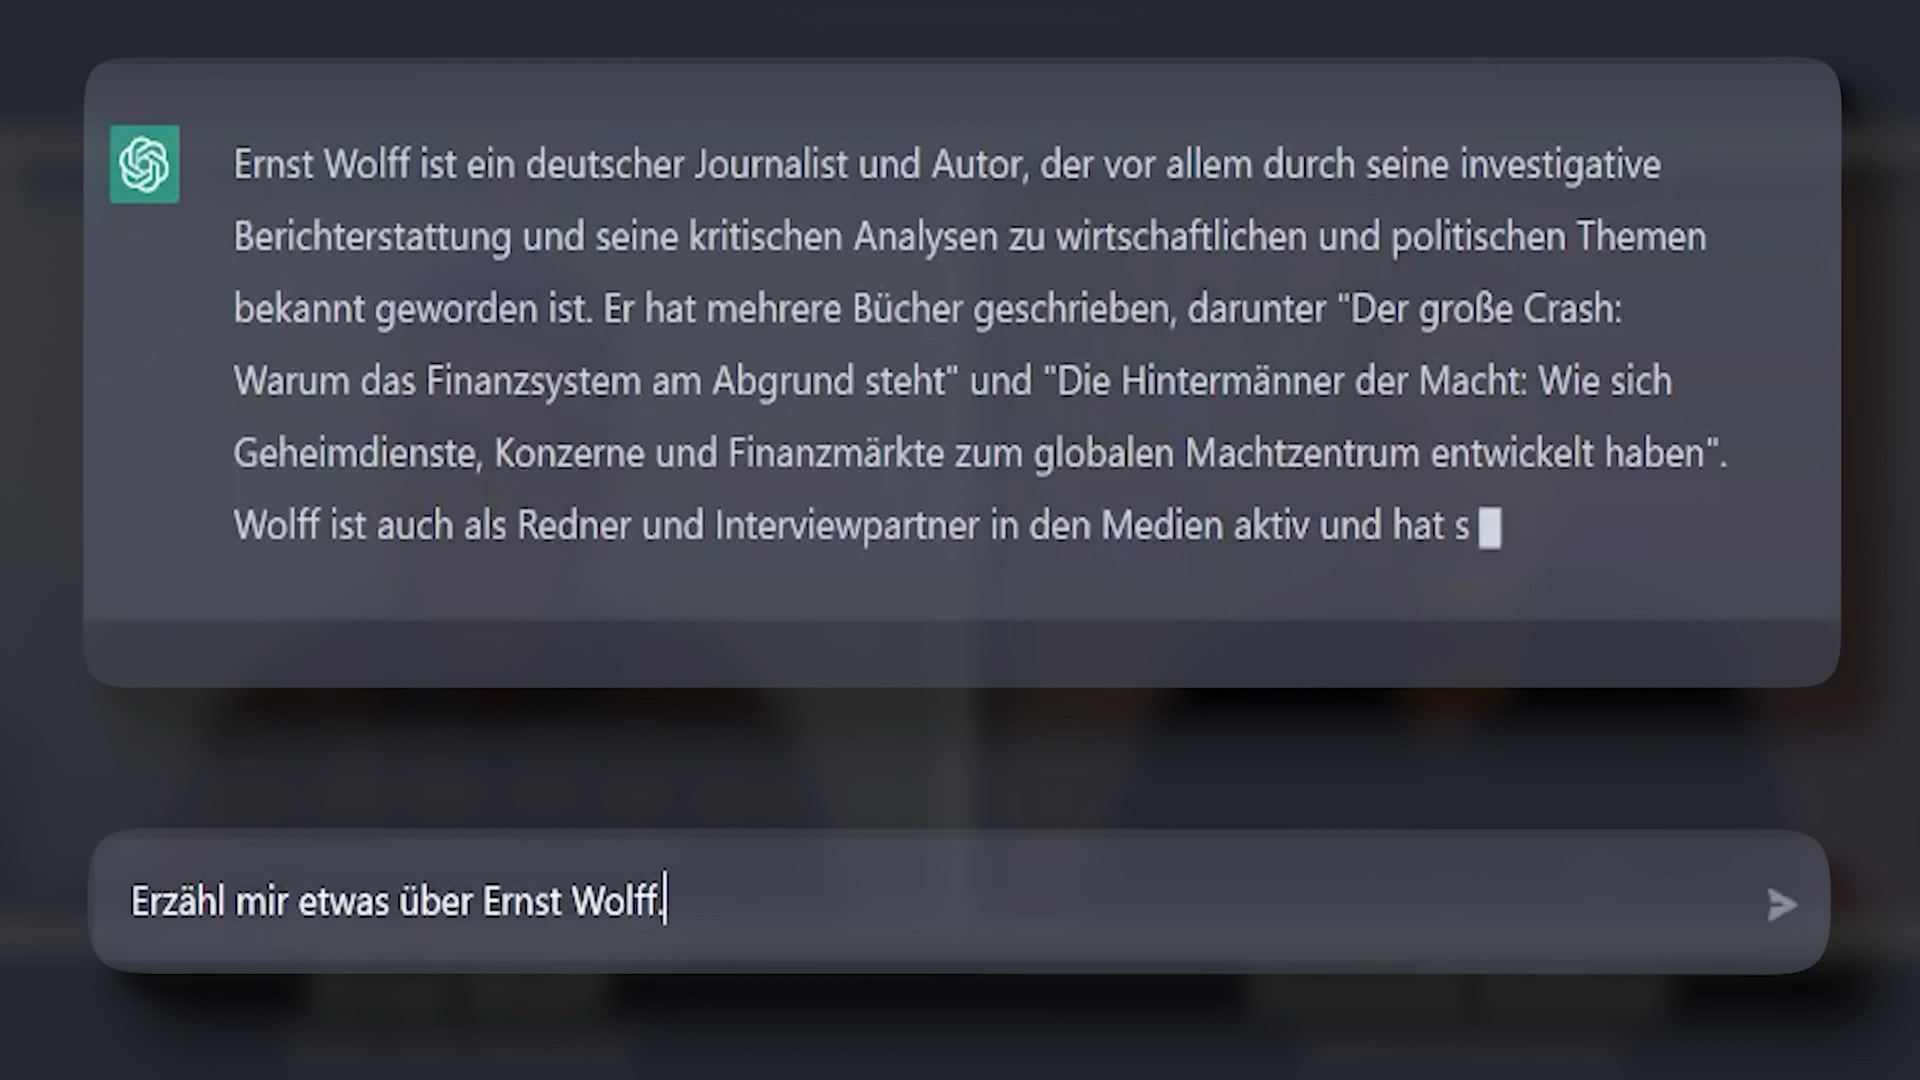 Ernst Wolff ist ein deutscher Journalist und Autor, der vor allem durch seine investigative
Berichterstattung und seine kritischen Analysen zu wirtschaftlichen und politischen Themen
bekannt geworden ist. Er hat mehrere Bücher geschrieben, darunter "Der große Crash:
Warum das Finanzsystem am Abgrund steht" und "Die Hintermänner der Macht: Wie sich
Geheimdienste, Konzerne und Finanzmärkte zum globalen Machtzentrum entwickelt haben".
Wolff ist auch als Redner und Interviewpartner in den Medien aktiv und hat s
Erzähl mir etwas über Ernst Wolff.